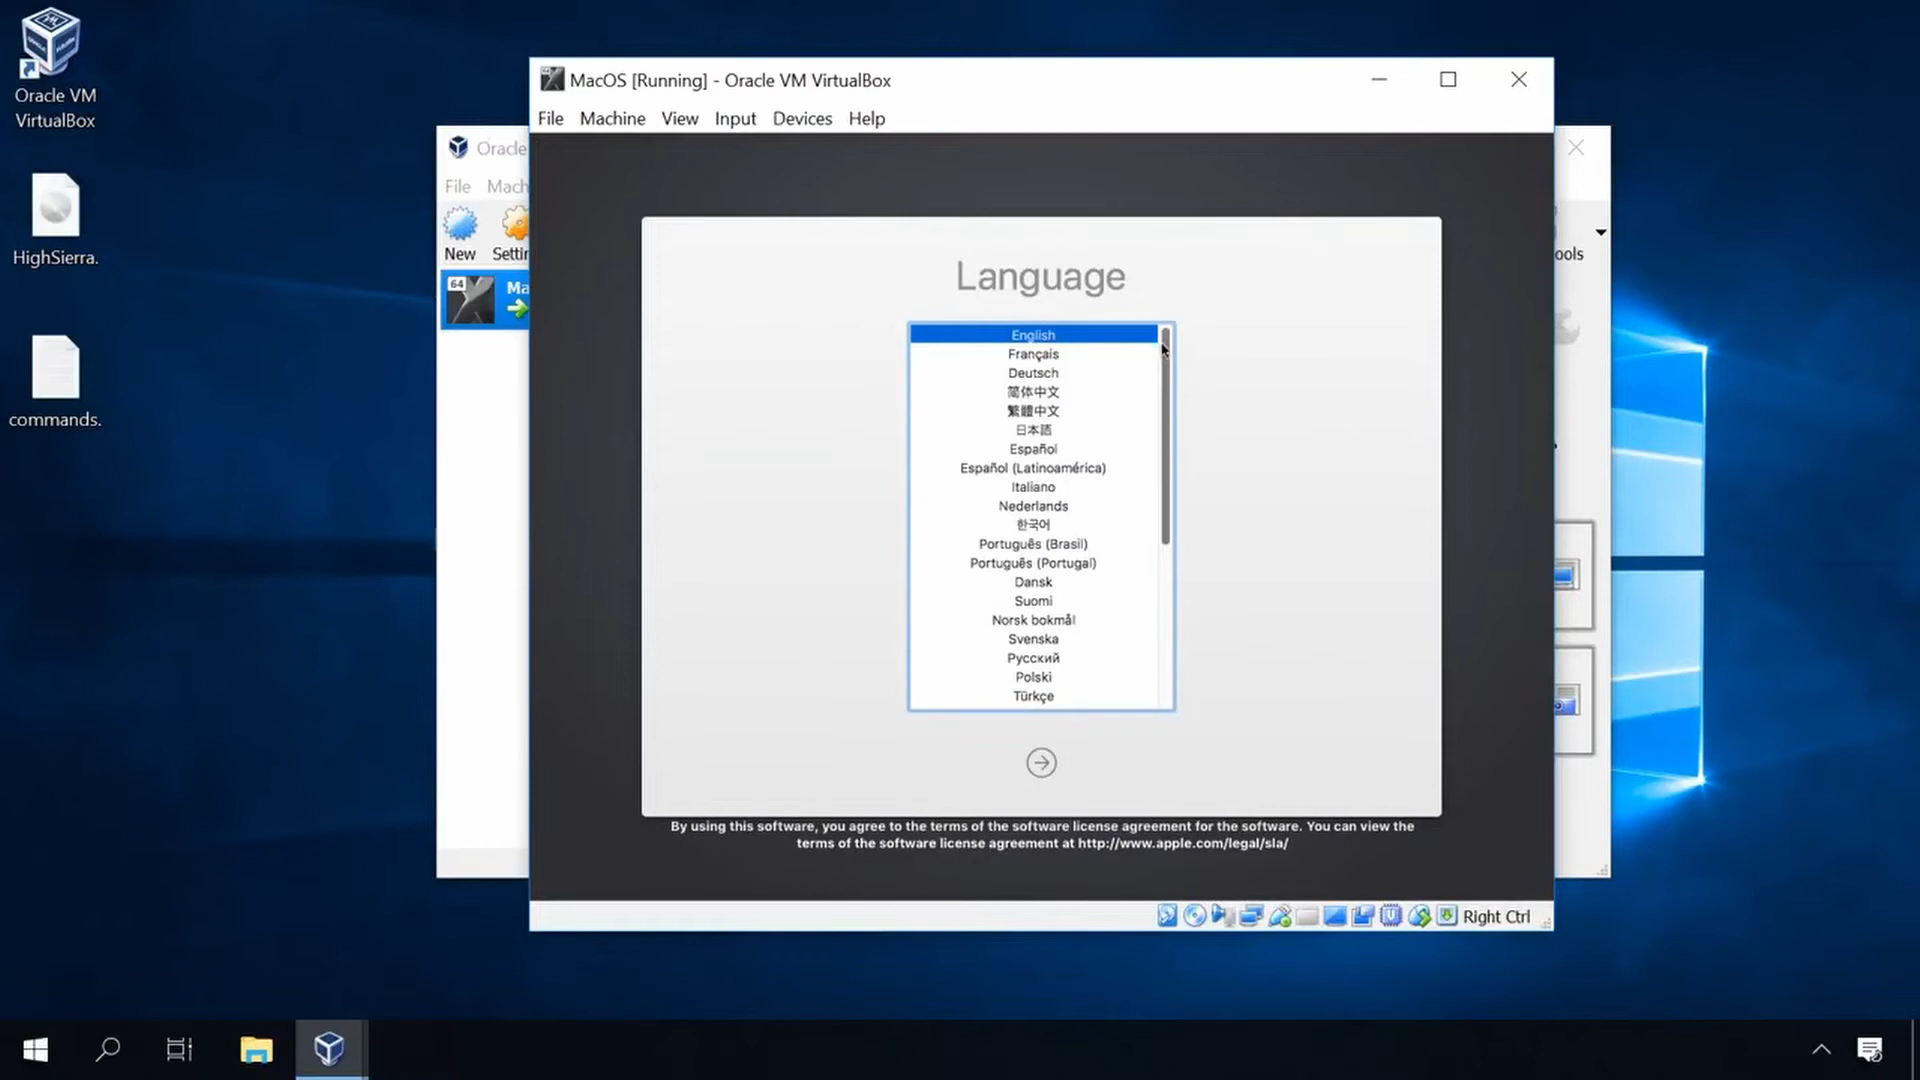 Oracle VM
VirtualBox
HighSierra.
commands.
MacOS [Running] - Oracle VM VirtualBox
File Machine View Input Devices Help
Oracle
File Mach
New Settin
ools
64
Ma
Language
English
Français
Deutsch
简体中文
繁體中文
日本語
Español
Español (Latinoamérica)
Italiano
Nederlands
한국어
Português (Brasil)
Português (Portugal)
Dansk
Suomi
Norsk bokmål
Svenska
Русский
Polski
Türkçe
By using this software, you agree to the terms of the software license agreement for the software. You can view the
terms of the software license agreement at http://www.apple.com/legal/sla/
Right Ctrl